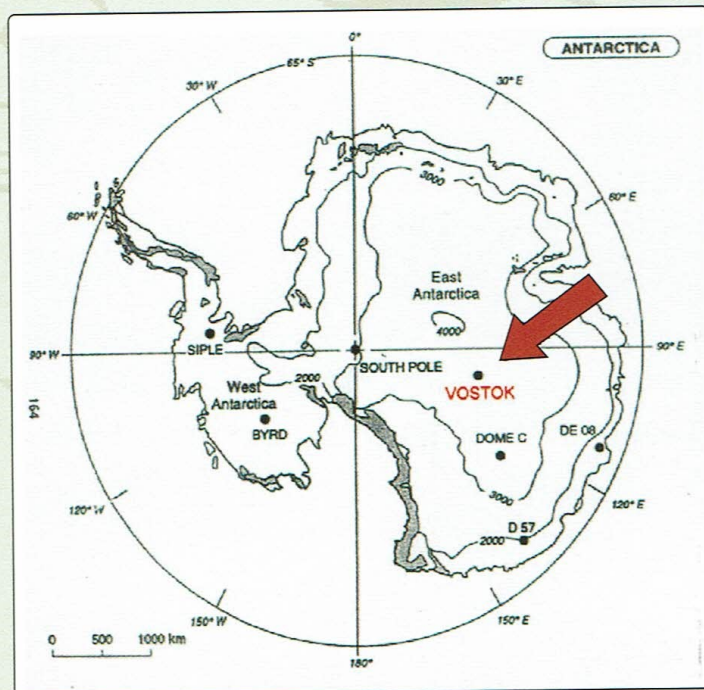 0°
ANTARCTICA
65° S
30° W
30° E
3000
60° W
60° E
East
Antarctica
4000
SIPLE
90° W
90° E
SOUTH POLE
2000
West
Antarctica
VOSTOK
BYRD
164
DOME C
DE 08
3000
120° W
120° E
D 57
2000
150° W
150° E
0 500 1000 km
180°